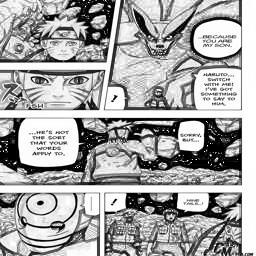 ...BECAUSE
YOU ARE
MY SON.
NARUTO...
SWITCH
WITH ME! I'VE
GOT
SOMETHING
TO SAY TO
HIM.
!
SORRY,
BUT...
...HE'S NOT
THE SORT
THAT YOUR
WORDS
APPLY TO.
NINE
TAILS...
!